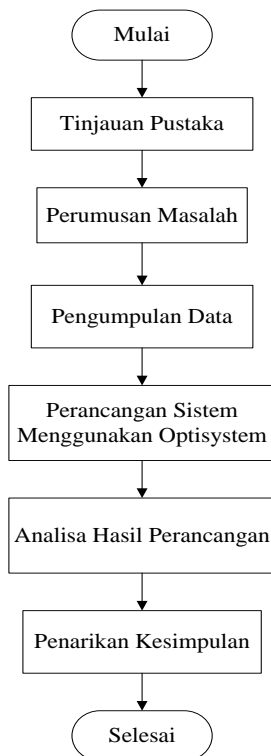 Mulai
Tinjauan Pustaka
Perumusan Masalah
Pengumpulan Data
Perancangan Sistem
Menggunakan Optisystem
Analisa Hasil Perancangan
Penarikan Kesimpulan
Selesai